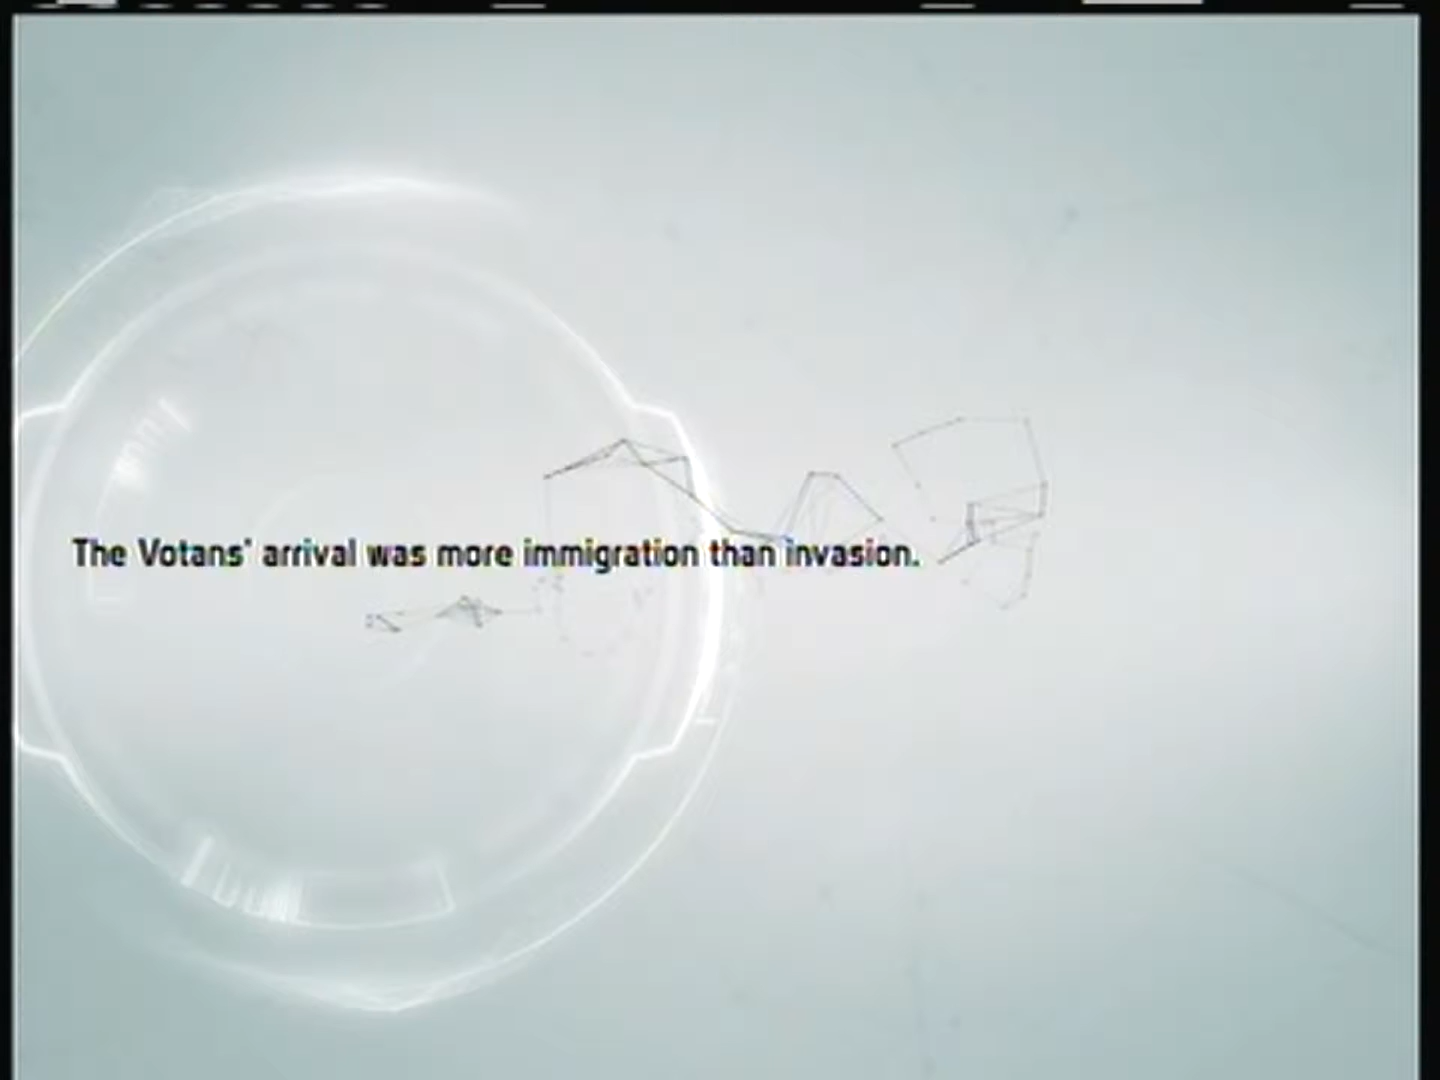 The Votans' arrival was more immigration than invasion.